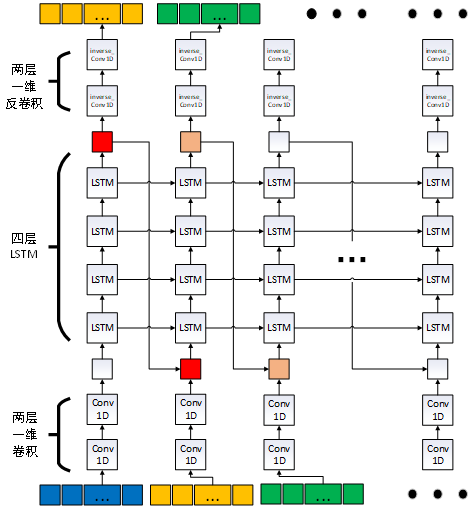 ...
...
inverse_
Conv1D
inverse_
Conv1D
inverse_
Conv1D
inverse_
Conv1D
两层
一维
反卷积
inverse_
Conv1D
inverse_
Conv1D
inverse_
Conv1D
inverse_
Conv1D
LSTM
LSTM
LSTM
LSTM
四层
LSTM
LSTM
LSTM
LSTM
LSTM
...
LSTM
LSTM
LSTM
LSTM
LSTM
LSTM
LSTM
LSTM
两层
一维
卷积
Conv
1D
Conv
1D
Conv
1D
Conv
1D
Conv
1D
Conv
1D
Conv
1D
Conv
1D
...
...
...